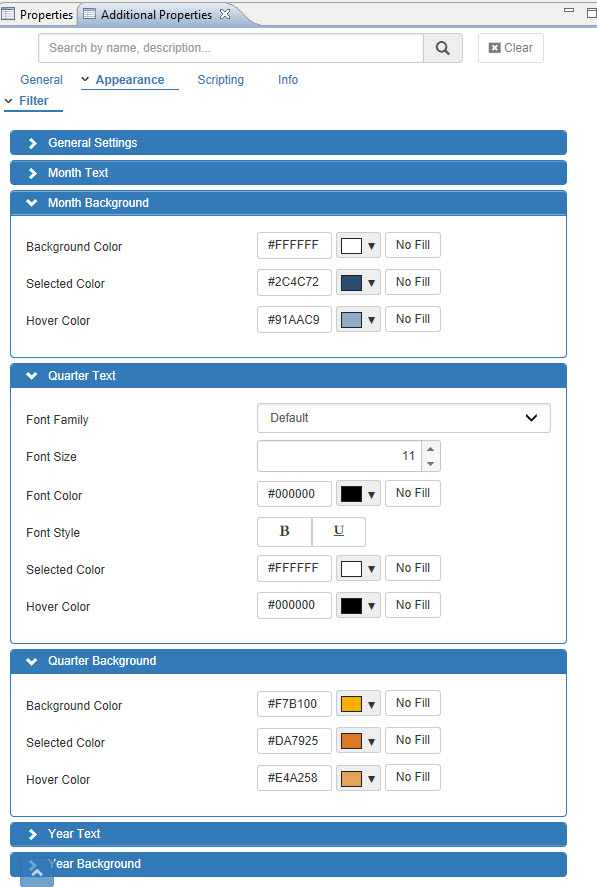 Properties Additional Properties
Search by name, description... Clear
General Appearance Scripting Info
Filter
General Settings
Month Text
Month Background
Background Color #FFFFFF No Fill
Selected Color #2C4C72 No Fill
Hover Color #91AAC9 No Fill
Quarter Text
Font Family Default
Font Size 11
Font Color #000000 No Fill
Font Style B U
Selected Color #FFFFFF No Fill
Hover Color #000000 No Fill
Quarter Background
Background Color #F7B100 No Fill
Selected Color #DA7925 No Fill
Hover Color #E4A258 No Fill
Year Text
Year Background